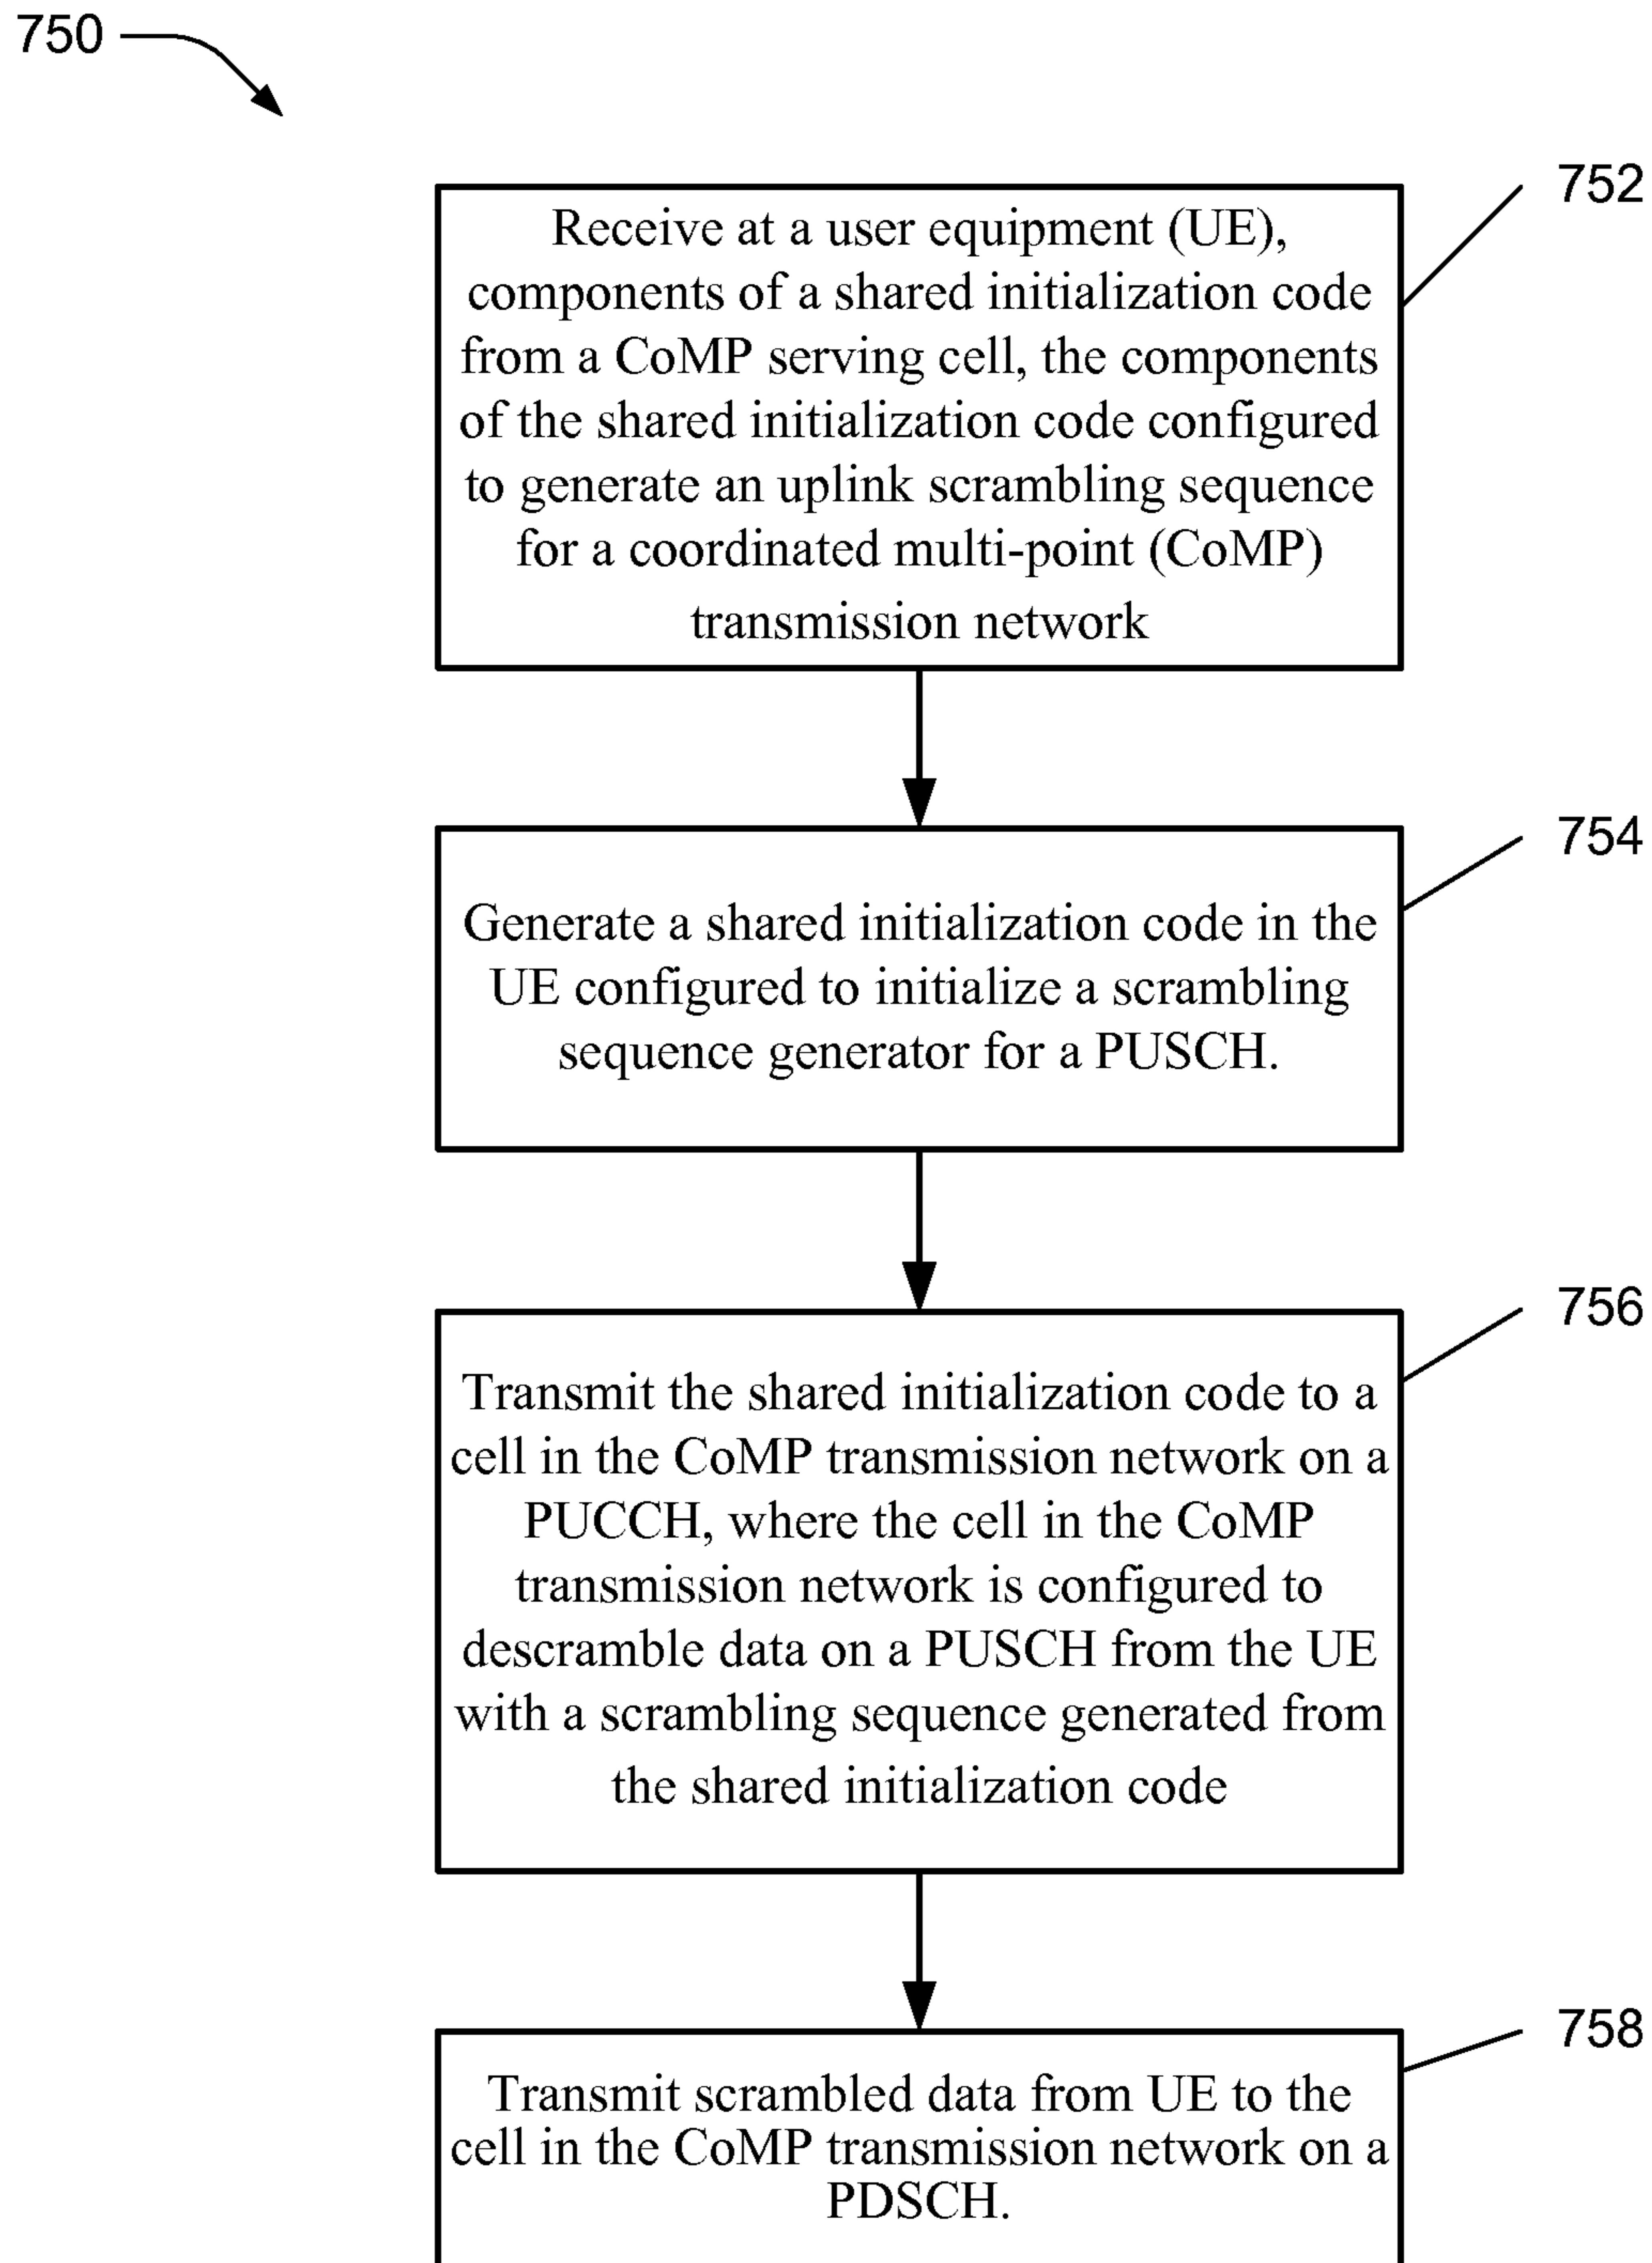 750
752
Receive at a user equipment (UE),
components of a shared initialization code
from a CoMP serving cell, the components
of the shared initialization code configured
to generate an uplink scrambling sequence
for a coordinated multi-point (CoMP)
transmission network
754
Generate a shared initialization code in the
UE configured to initialize a scrambling
sequence generator for a PUSCH.
756
Transmit the shared initialization code to a
cell in the CoMP transmission network on a
PUCCH, where the cell in the CoMP
transmission network is configured to
descramble data on a PUSCH from the UE
with a scrambling sequence generated from
the shared initialization code
758
Transmit scrambled data from UE to the
cell in the CoMP transmission network on a
PDSCH.